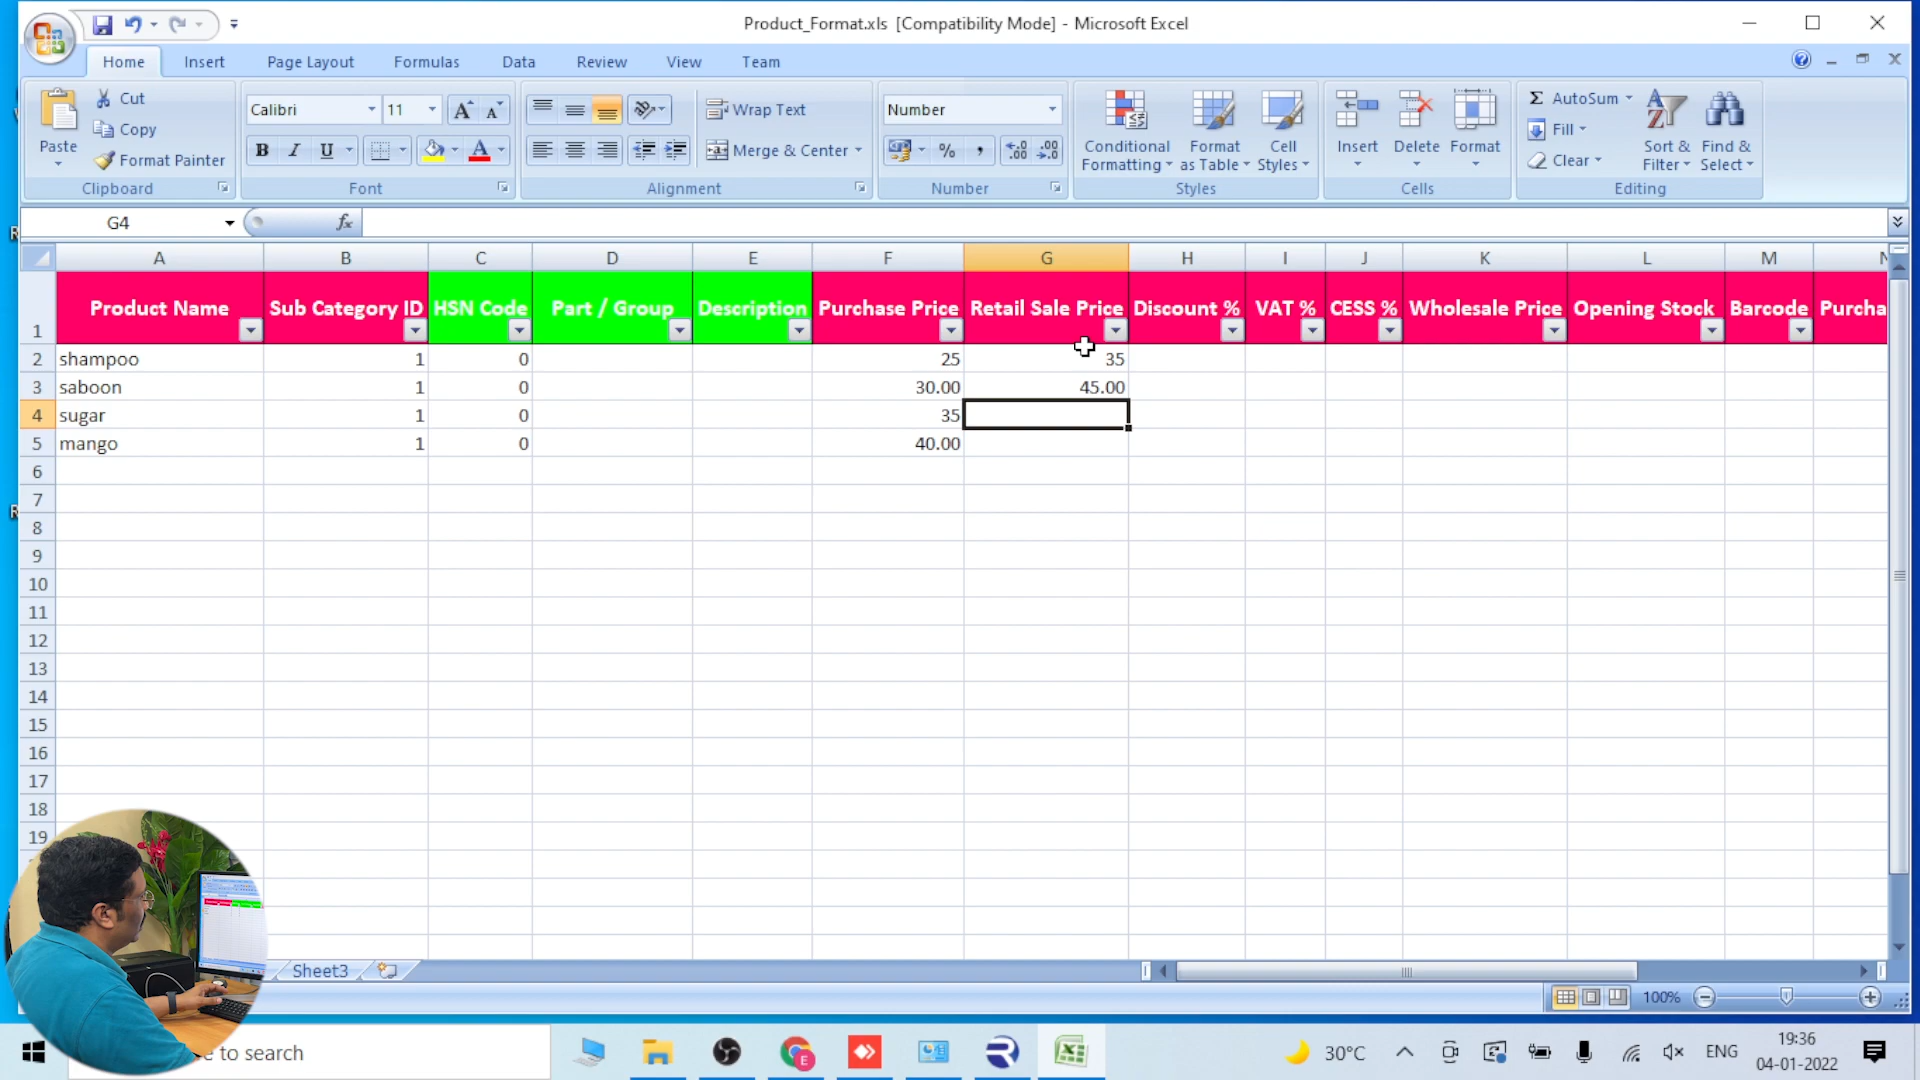 Product_Format.xls [Compatibility Mode] - Microsoft Excel
Home Insert Page Layout Formulas Data Review View Team
Paste
Cut
Copy
Format Painter
Clipboard
Calibri 11
B I U
Font
Wrap Text
Merge & Center
Alignment
Number
% ,
Number
Conditional Formatting
Format as Table
Cell Styles
Styles
Insert Delete Format
Cells
Σ AutoSum
Fill
Clear
Sort & Filter
Find & Select
Editing
G4 fx
A B C D E F G H I J K L M
1 Product Name Sub Category ID HSN Code Part / Group Description Purchase Price Retail Sale Price Discount % VAT % CESS % Wholesale Price Opening Stock Barcode Purcha
2 shampoo 1 0 25 35
3 saboon 1 0 30.00 45.00
4 sugar 1 0 35
5 mango 1 0 40.00
6
7
8
9
10
11
12
13
14
15
16
17
18
19
Sheet3
100%
to search
30°C ENG 19:36
04-01-2022